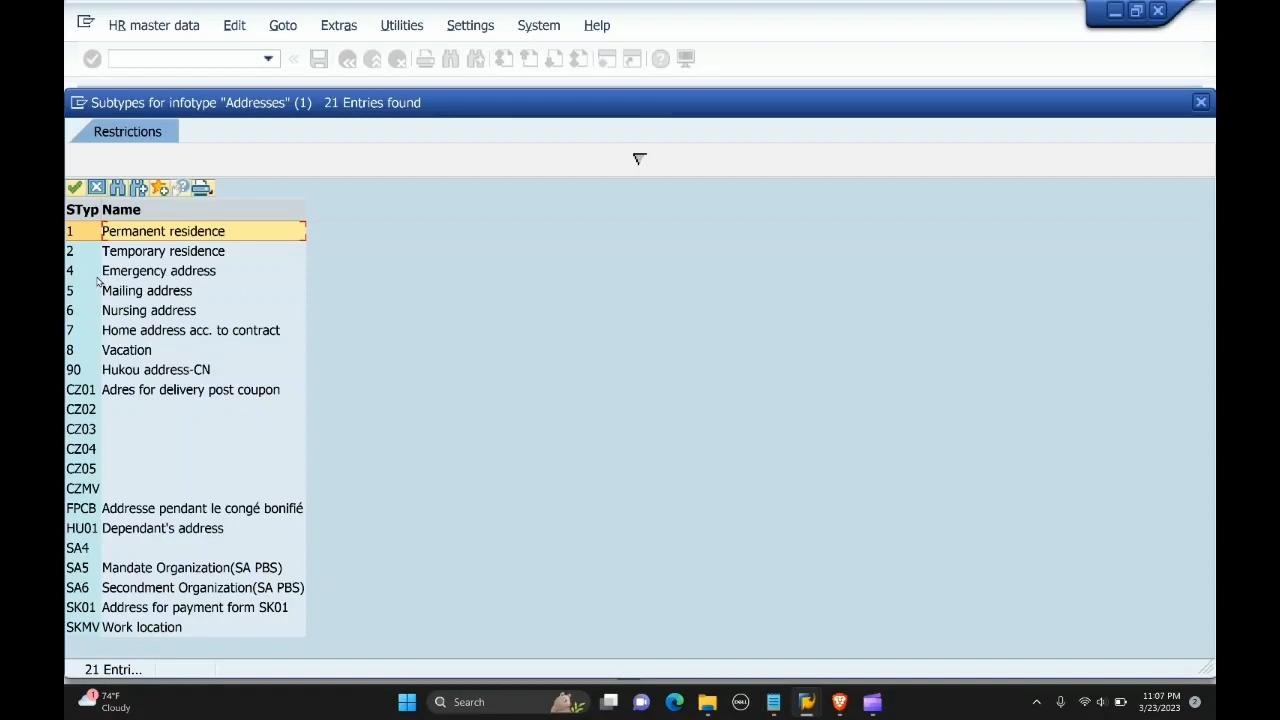 HR master data Edit Goto Extras Utilities Settings System Help
Subtypes for infotype "Addresses" (1) 21 Entries found
Restrictions
STyp Name
1 Permanent residence
2 Temporary residence
4 Emergency address
5 Mailing address
6 Nursing address
7 Home address acc. to contract
8 Vacation
90 Hukou address-CN
CZ01 Adres for delivery post coupon
CZ02
CZ03
CZ04
CZ05
CZMV
FPCB Addresse pendant le congé bonifié
HU01 Dependant's address
SA4
SA5 Mandate Organization(SA PBS)
SA6 Secondment Organization(SA PBS)
SK01 Address for payment form SK01
SKMV Work location
21 Entri...
1 74°F
Cloudy
Search
DELL
11:07 PM
3/23/2023
2